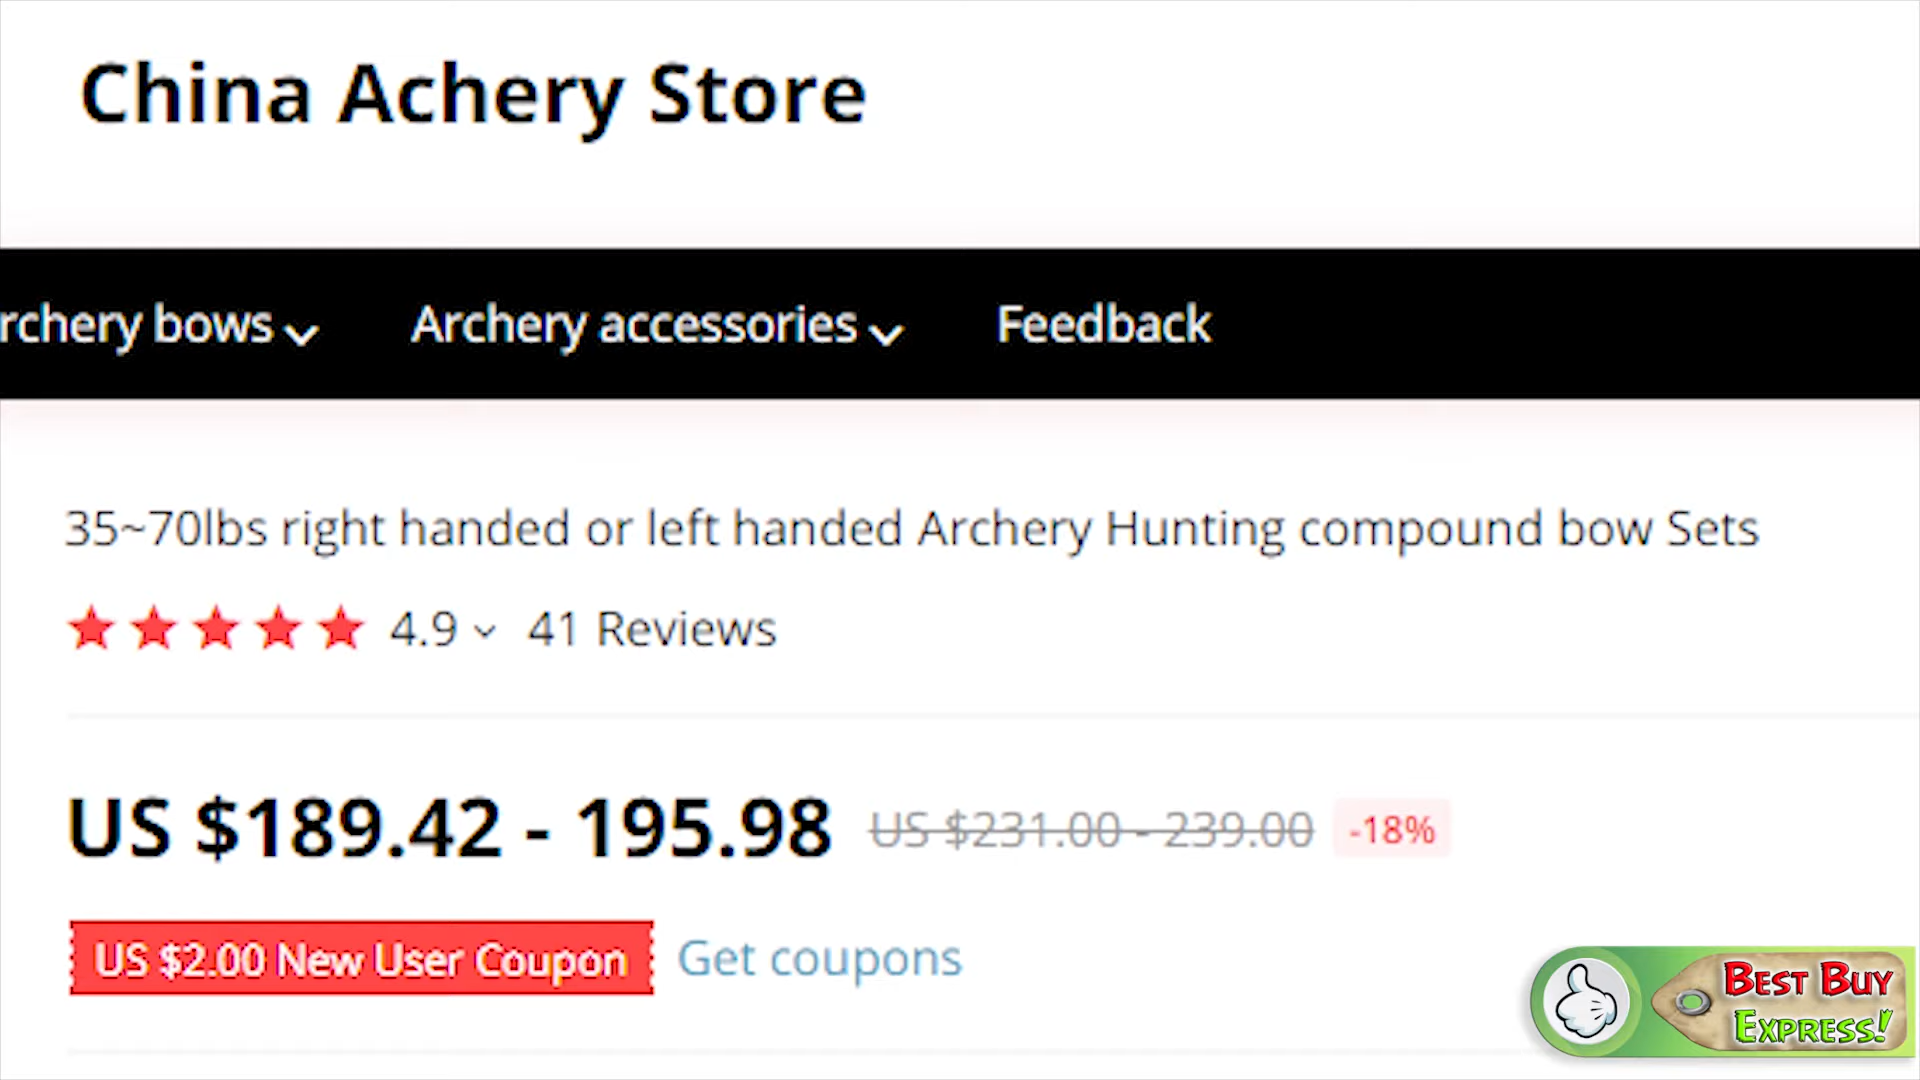 China Achery Store
rchery bows Archery accessories Feedback
35~70lbs right handed or left handed Archery Hunting compound bow Sets
4.9 41 Reviews
US $189.42 - 195.98 US $231.00 - 239.00 -18%
US $2.00 New User Coupon Get coupons
BEST BUY
EXPRESS!